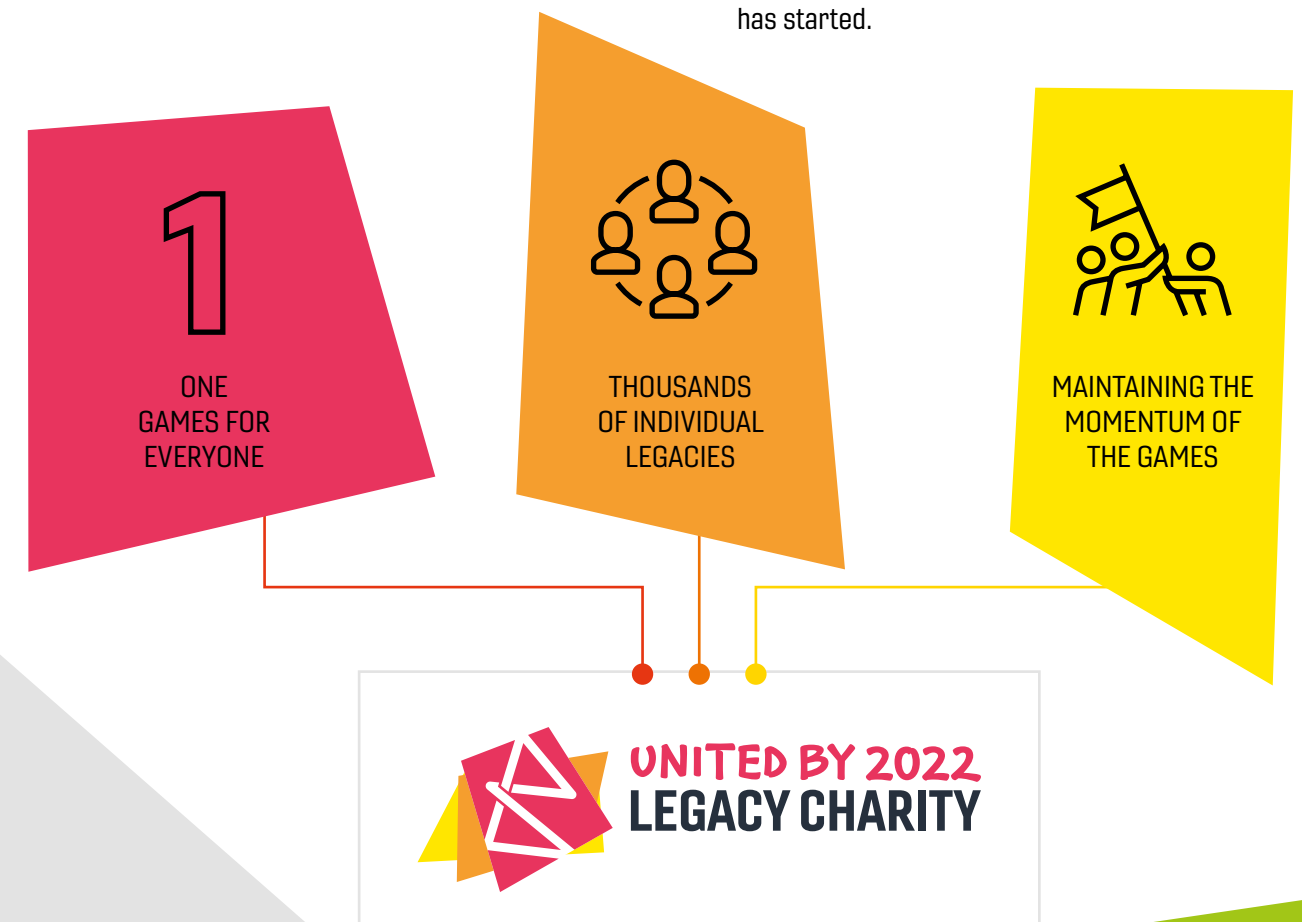 has started.
1
ONE
GAMES FOR
EVERYONE
THOUSANDS
OF INDIVIDUAL
LEGACIES
MAINTAINING THE
MOMENTUM OF
THE GAMES
UNITED BY 2022
LEGACY CHARITY